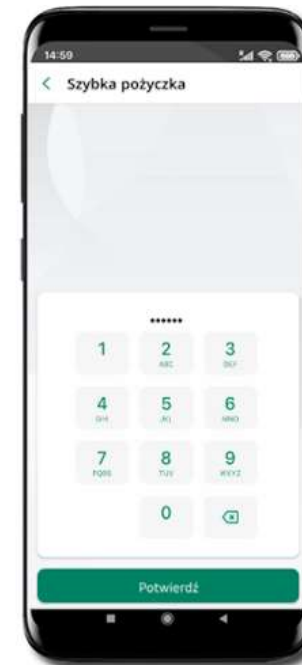 14:59
Szybka pożyczka
••••••
1 2 3
ABC DEF
4 5 6
GHI JKL MNO
7 8 9
PQRS TUV WXYZ
0
Potwierdź